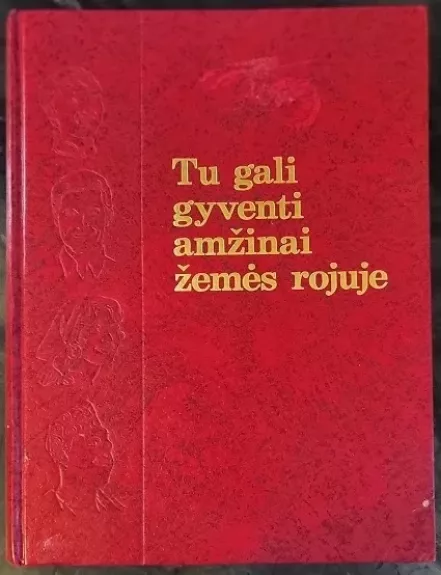 Tu gali
gyventi
amžinai
žemės rojuje